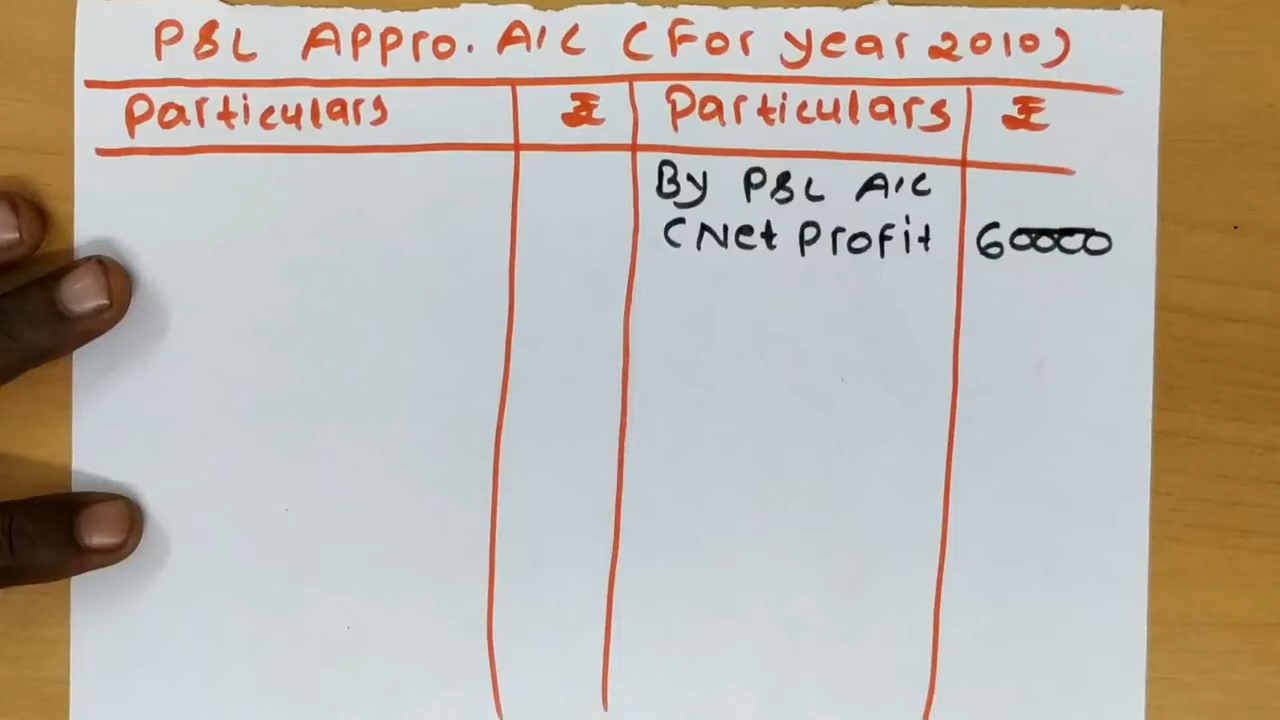 P&L Appro. A/C (For year 2010)
Particulars ₹ Particulars ₹
By P&L A/C
(Net Profit 60000